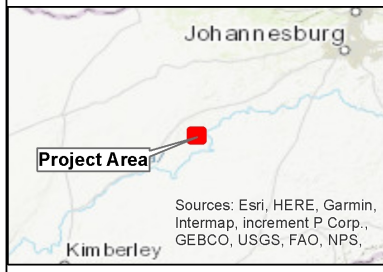 Johannesburg
Project Area
Sources: Esri, HERE, Garmin,
Intermap, increment P Corp.,
GEBCO, USGS, FAO, NPS,
Kimberley